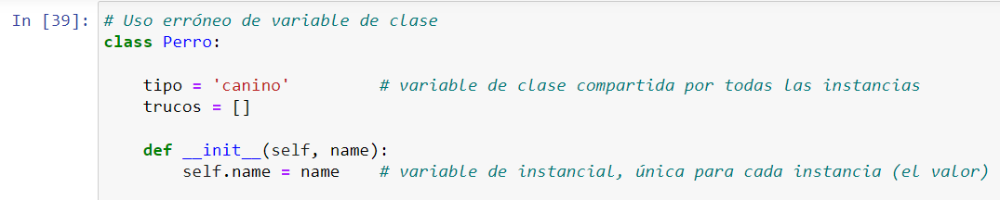 In [39]: # Uso erróneo de variable de clase
class Perro:
    tipo = 'canino'         # variable de clase compartida por todas las instancias
    trucos = []
    def __init__(self, name):
        self.name = name    # variable de instancial, única para cada instancia (el valor)